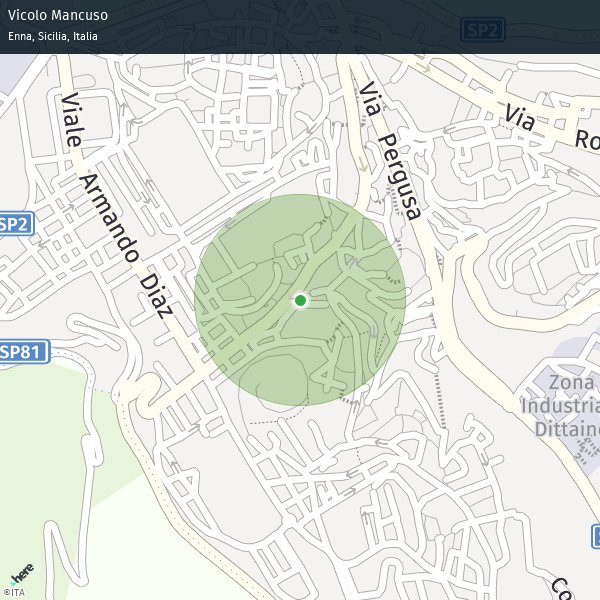 Vicolo Mancuso
Enna, Sicilia, Italia
SP2
Viale Armando Diaz
Via Pergusa
Via Ro
SP2
SP81
Zona
Industria
Dittaino
Co
here
©ITA